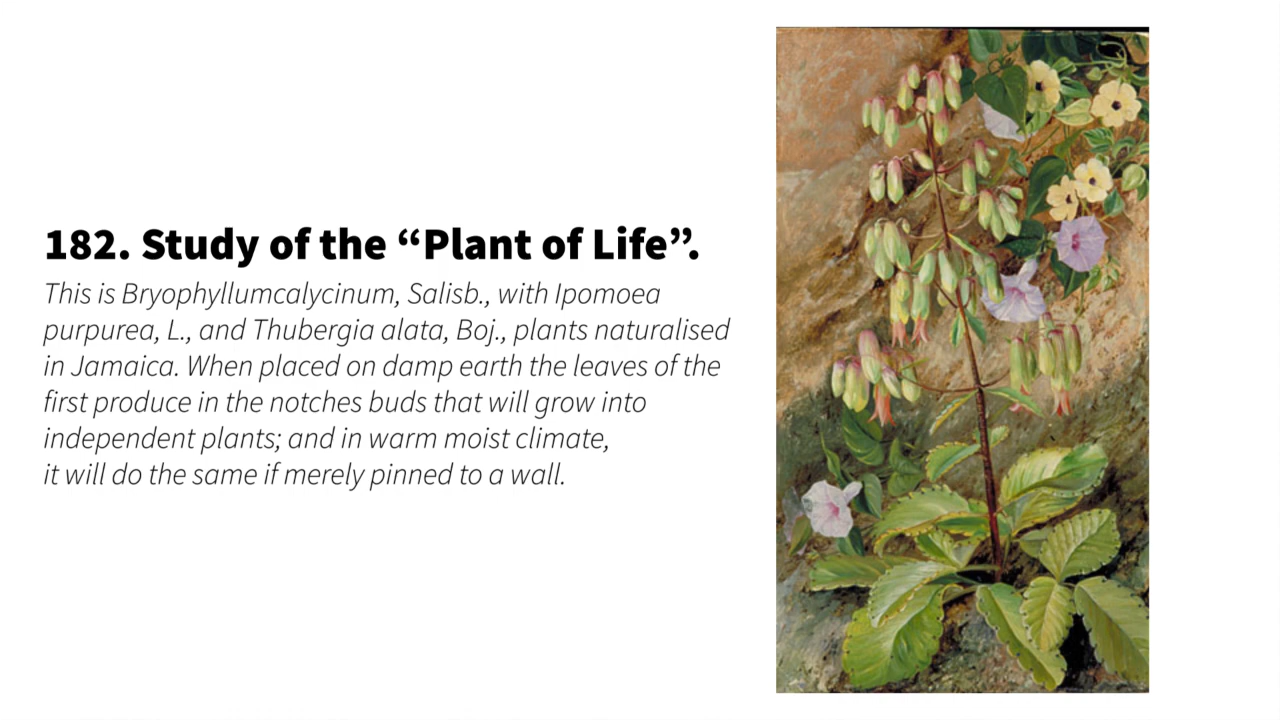 182. Study of the “Plant of Life”.
This is Bryophyllumcalycinum, Salisb., with Ipomoea
purpurea, L., and Thubergia alata, Boj., plants naturalised
in Jamaica. When placed on damp earth the leaves of the
first produce in the notches buds that will grow into
independent plants; and in warm moist climate,
it will do the same if merely pinned to a wall.